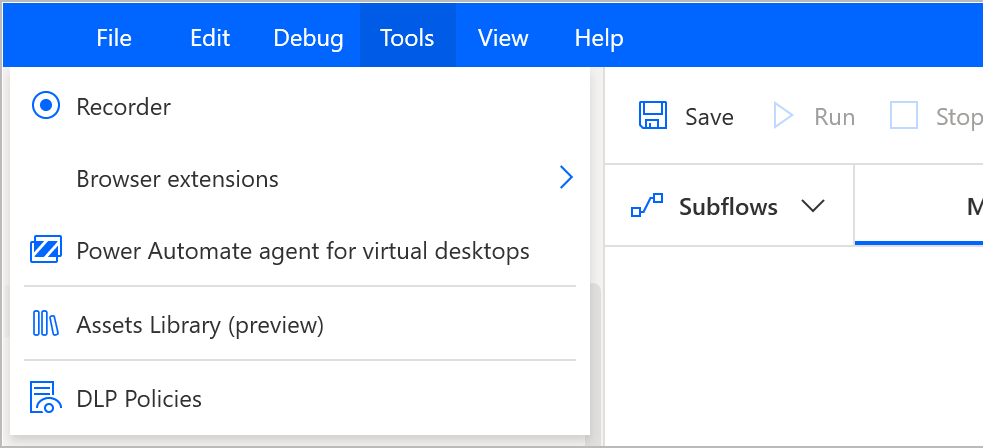 File Edit Debug Tools View Help
Recorder
Browser extensions
Power Automate agent for virtual desktops
Assets Library (preview)
DLP Policies
Save Run Stop
Subflows M